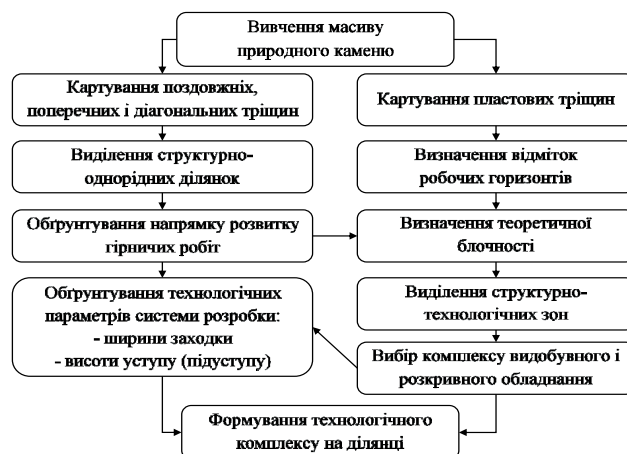 Вивчення масиву
природного каменю
Картування поздовжніх,
поперечних і діагональних тріщин
Картування пластових тріщин
Виділення структурно-
однорідних ділянок
Визначення відміток
робочих горизонтів
Обґрунтування напрямку розвитку
гірничих робіт
Визначення теоретичної
блочності
Обґрунтування технологічних
параметрів системи розробки:
- ширини заходки
- висоти уступу (підуступу)
Виділення структурно-
технологічних зон
Вибір комплексу видобувного і
розкривного обладнання
Формування технологічного
комплексу на ділянці